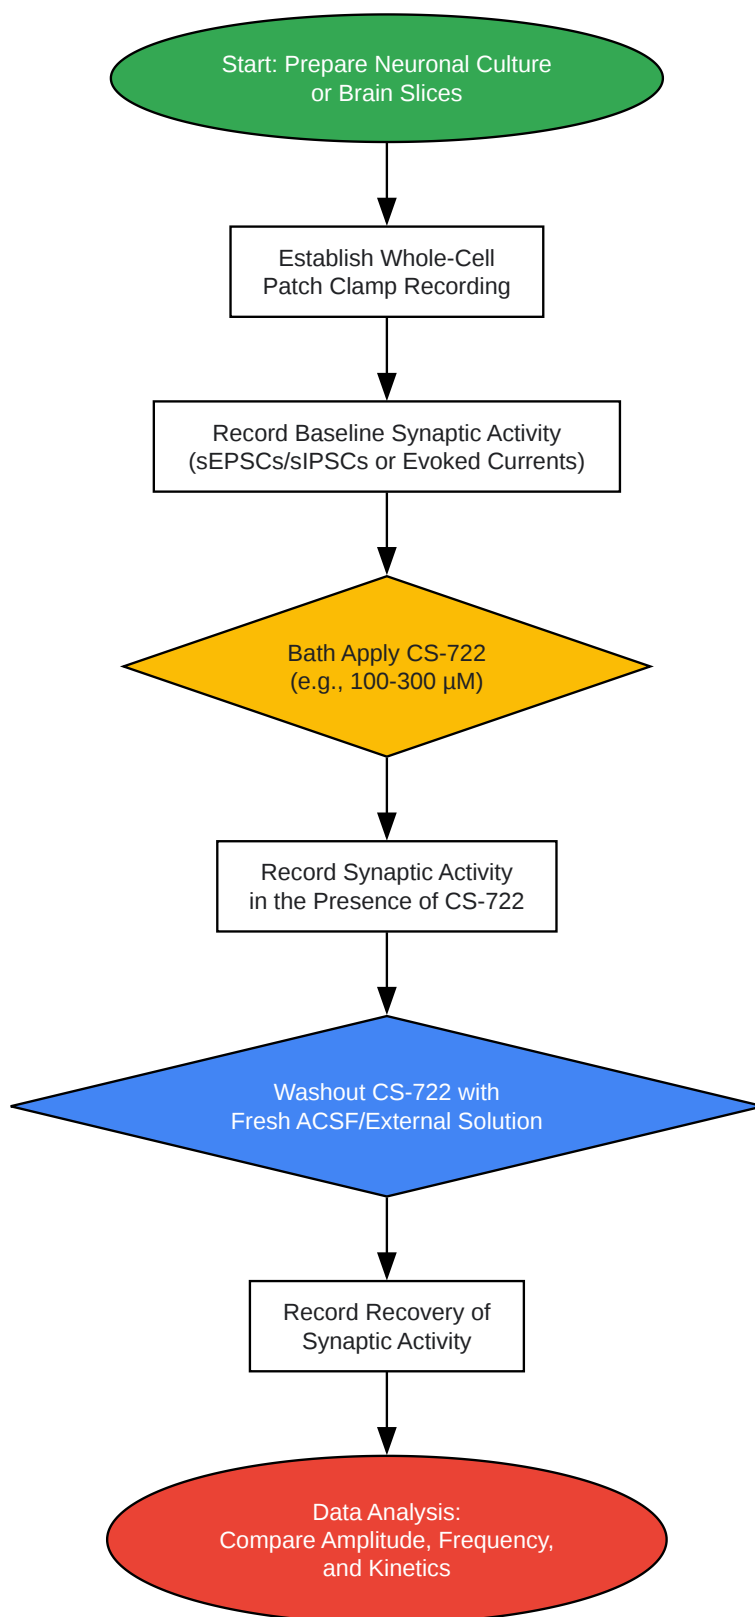 Start: Prepare Neuronal Culture
or Brain Slices
Establish Whole-Cell
Patch Clamp Recording
Record Baseline Synaptic Activity
(sEPSCs/sIPSCs or Evoked Currents)
Bath Apply CS-722
(e.g., 100-300 µM)
Record Synaptic Activity
in the Presence of CS-722
Washout CS-722 with
Fresh ACSF/External Solution
Record Recovery of
Synaptic Activity
Data Analysis:
Compare Amplitude, Frequency,
and Kinetics